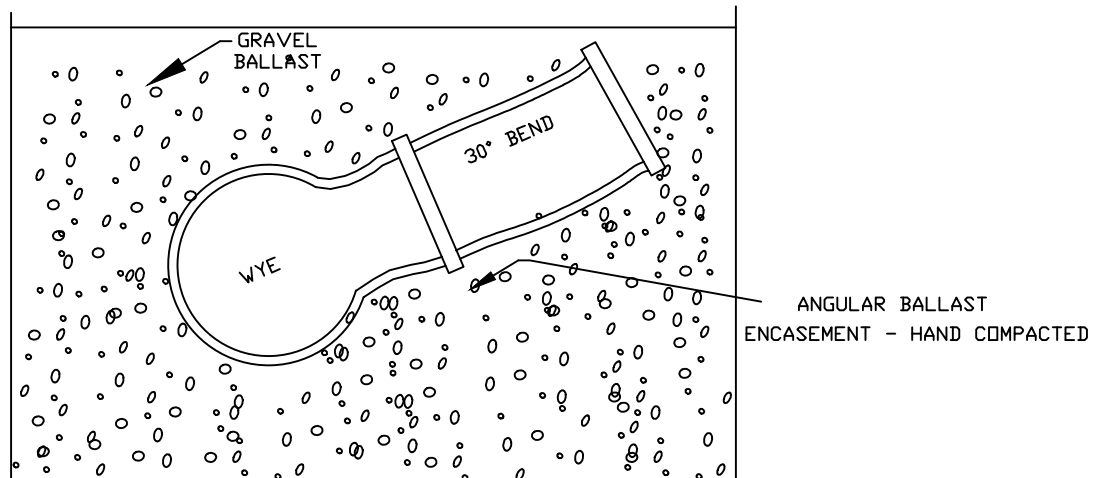 GRAVEL
BALLAST
30° BEND
WYE
ANGULAR BALLAST
ENCASEMENT - HAND COMPACTED